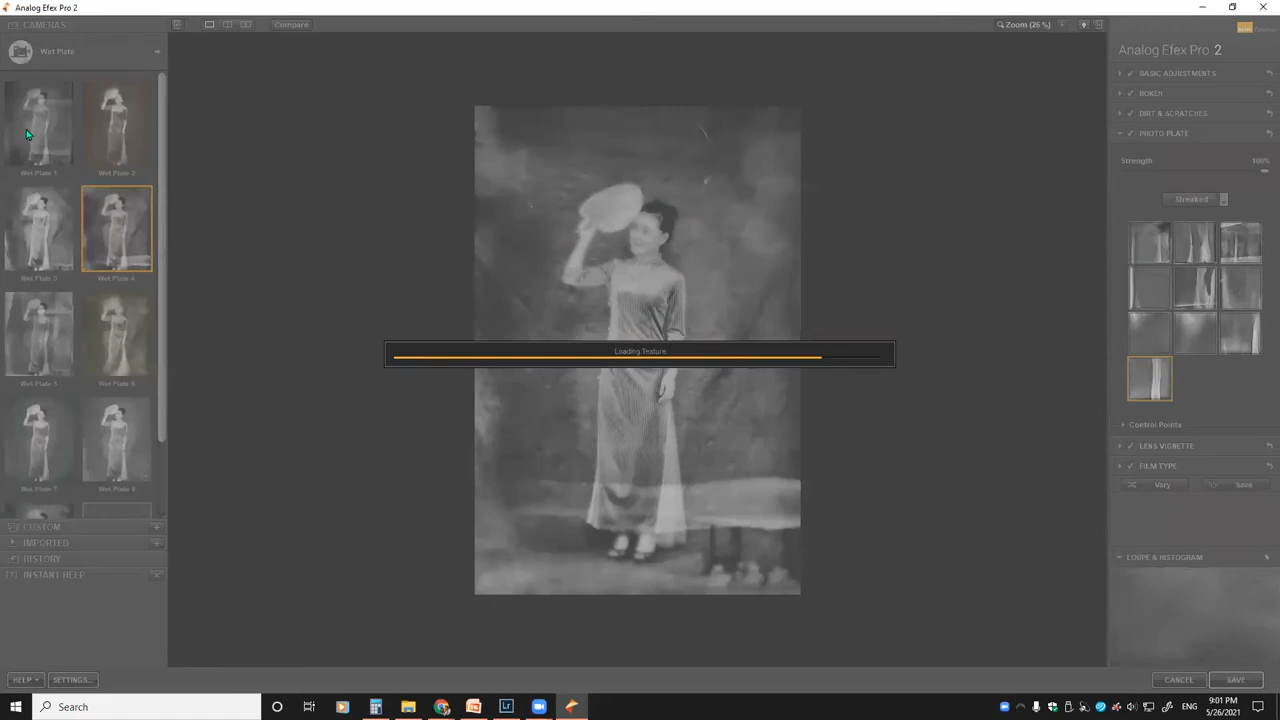 Analog Efex Pro 2
CAMERAS
Compare
Zoom (26 %)
Wet Plate
Analog Efex Pro 2
BASIC ADJUSTMENTS
BOKEH
DIRT & SCRATCHES
PHOTO PLATE
Strength 100%
Streaked
Wet Plate 1 Wet Plate 2
Wet Plate 3 Wet Plate 4
Wet Plate 5 Wet Plate 6
Wet Plate 7 Wet Plate 8
Loading Texture
Control Points
LENS VIGNETTE
FILM TYPE
Vary Save
CUSTOM
IMPORTED
HISTORY
INSTANT HELP
LOUPE & HISTOGRAM
HELP SETTINGS...
CANCEL SAVE
Search
9:01 PM
5/26/2021